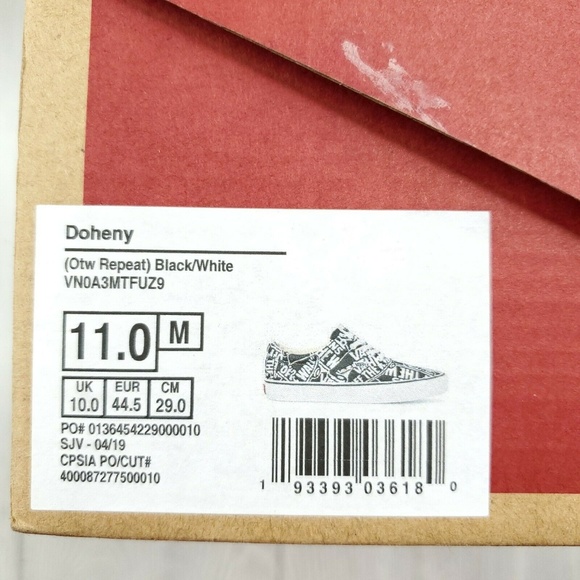 Doheny
(Otw Repeat) Black/White
VN0A3MTFUZ9
11.0 M
UK EUR CM
10.0 44.5 29.0
PO# 0136454229000010
SJV - 04/19
CPSIA PO/CUT#
400087277500010
1 93393 03618 0